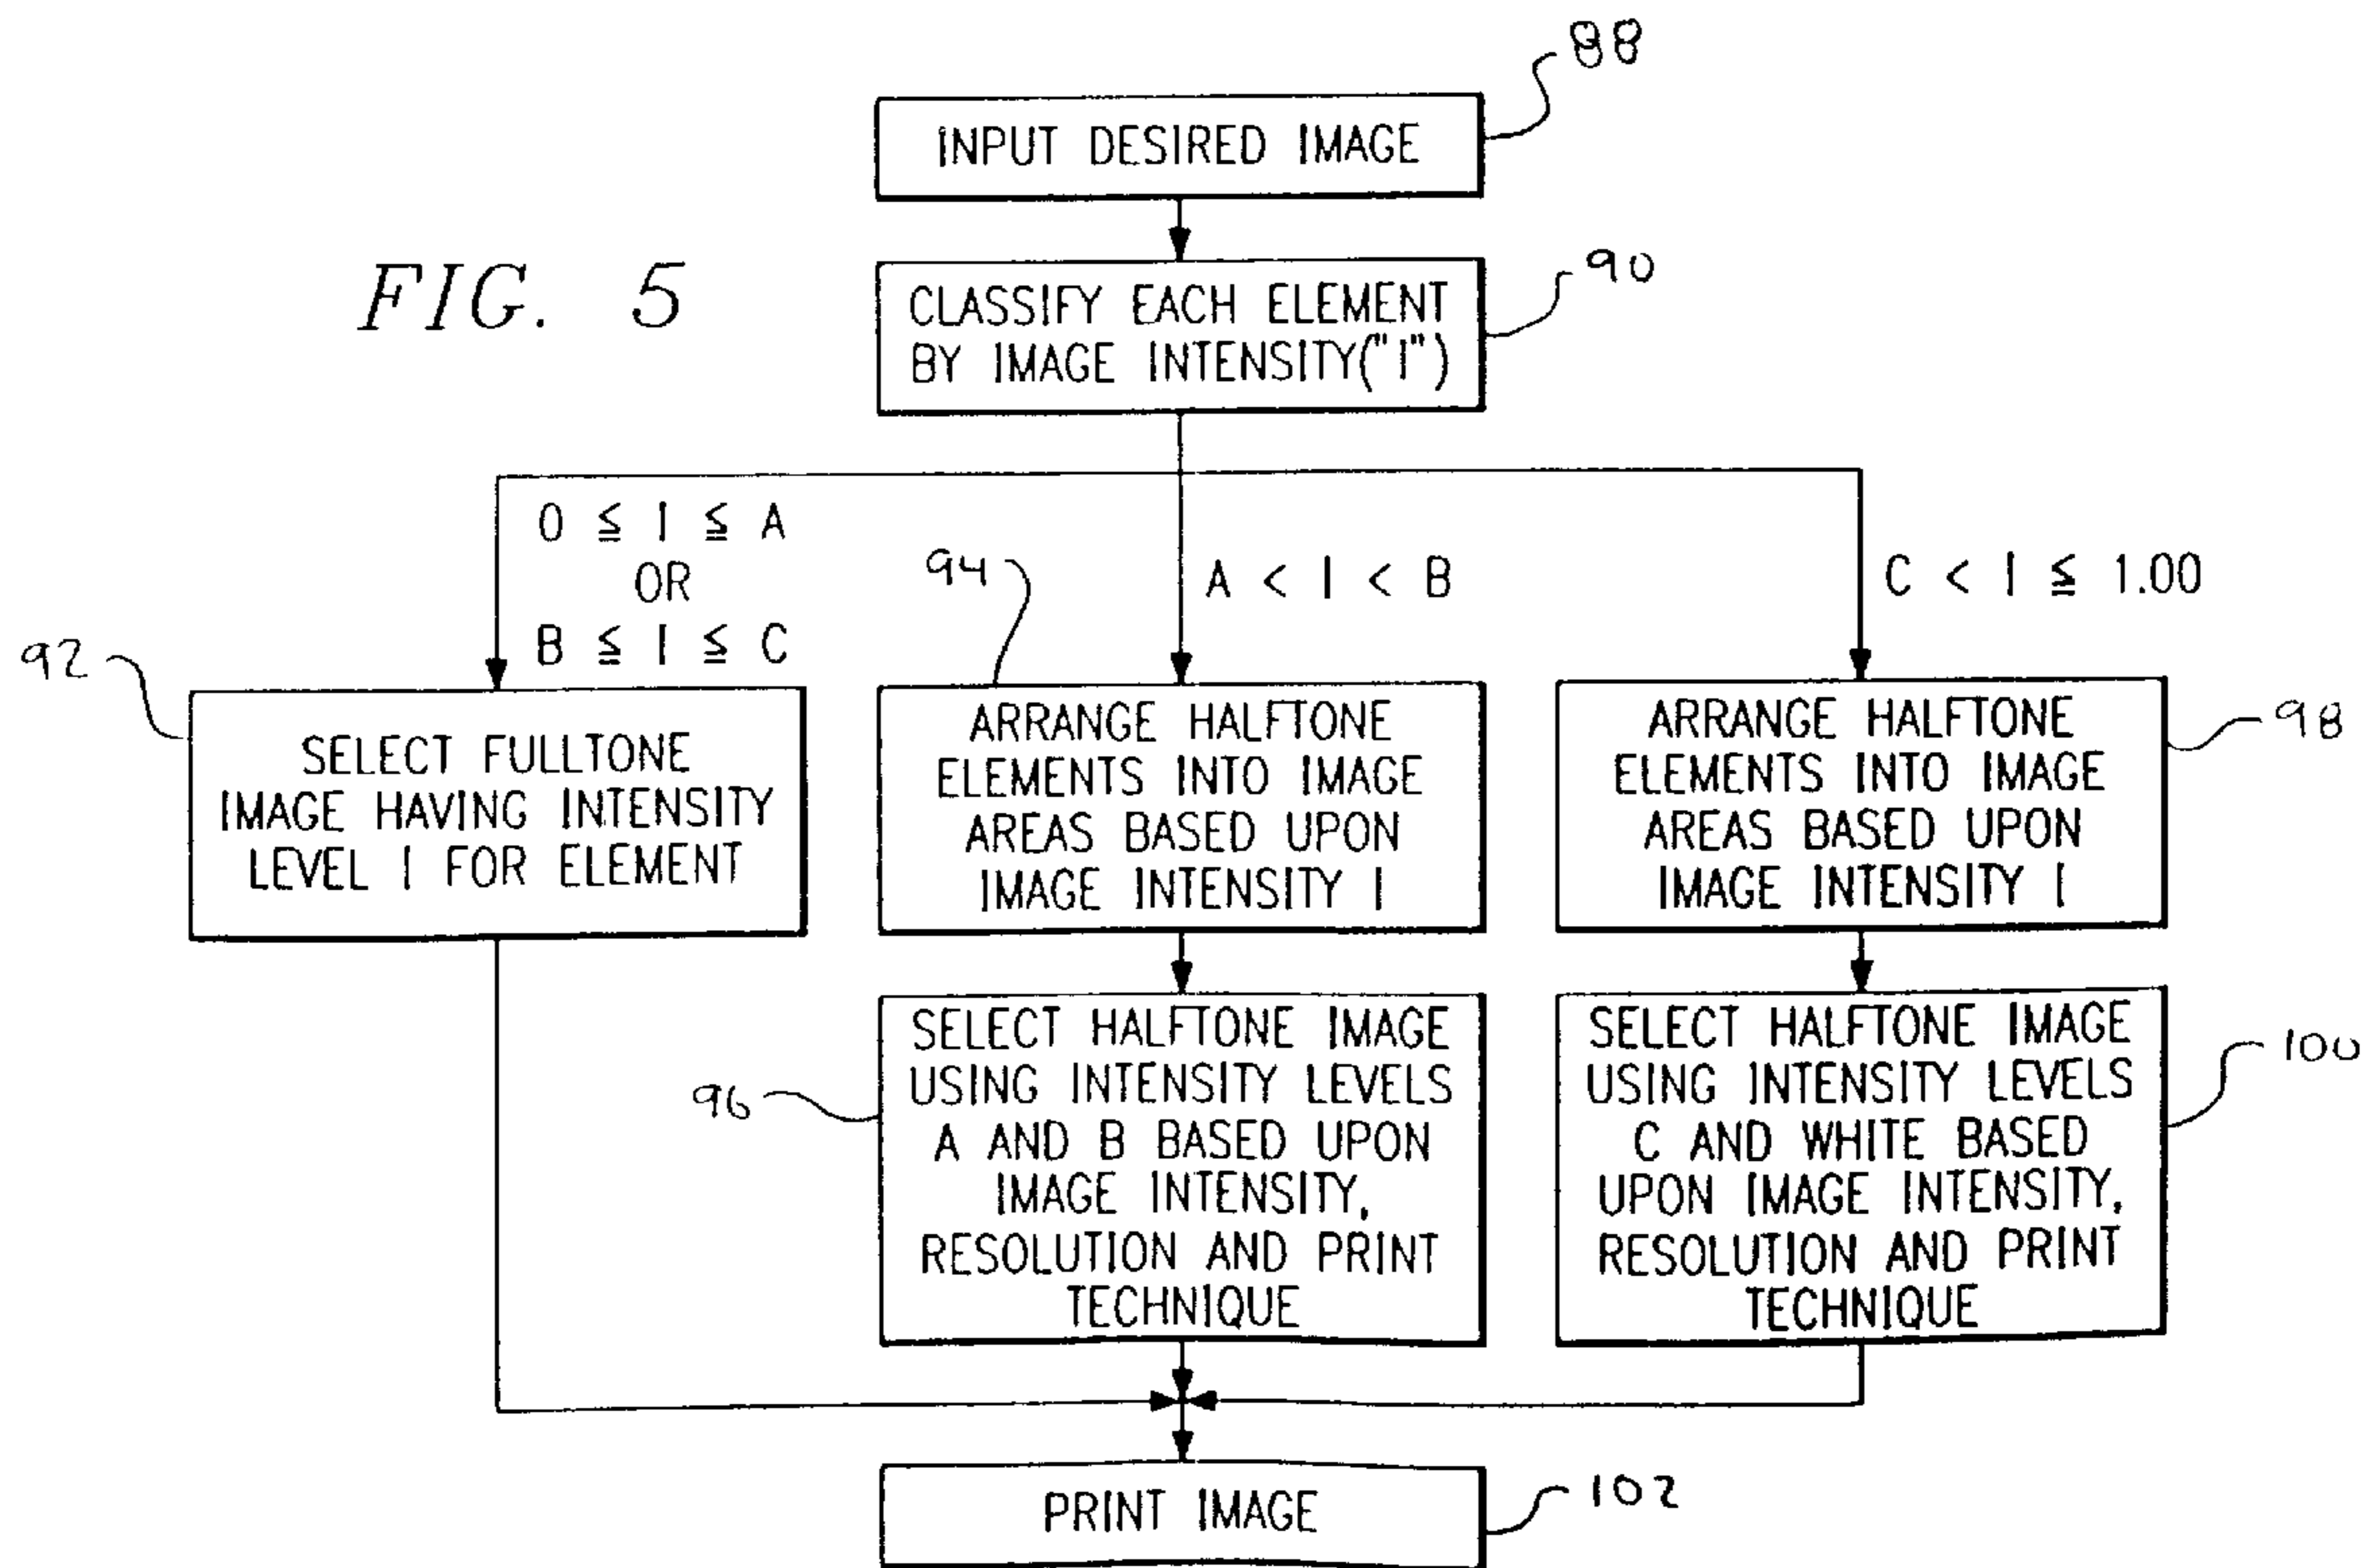 88
INPUT DESIRED IMAGE
FIG. 5
90
CLASSIFY EACH ELEMENT
BY IMAGE INTENSITY("I")
0 ≦ I ≦ A
OR
B ≦ I ≦ C
A < I < B
C < I ≦ 1.00
92
SELECT FULLTONE
IMAGE HAVING INTENSITY
LEVEL I FOR ELEMENT
94
ARRANGE HALFTONE
ELEMENTS INTO IMAGE
AREAS BASED UPON
IMAGE INTENSITY I
98
ARRANGE HALFTONE
ELEMENTS INTO IMAGE
AREAS BASED UPON
IMAGE INTENSITY I
96
SELECT HALFTONE IMAGE
USING INTENSITY LEVELS
A AND B BASED UPON
IMAGE INTENSITY,
RESOLUTION AND PRINT
TECHNIQUE
100
SELECT HALFTONE IMAGE
USING INTENSITY LEVELS
C AND WHITE BASED
UPON IMAGE INTENSITY,
RESOLUTION AND PRINT
TECHNIQUE
PRINT IMAGE
102